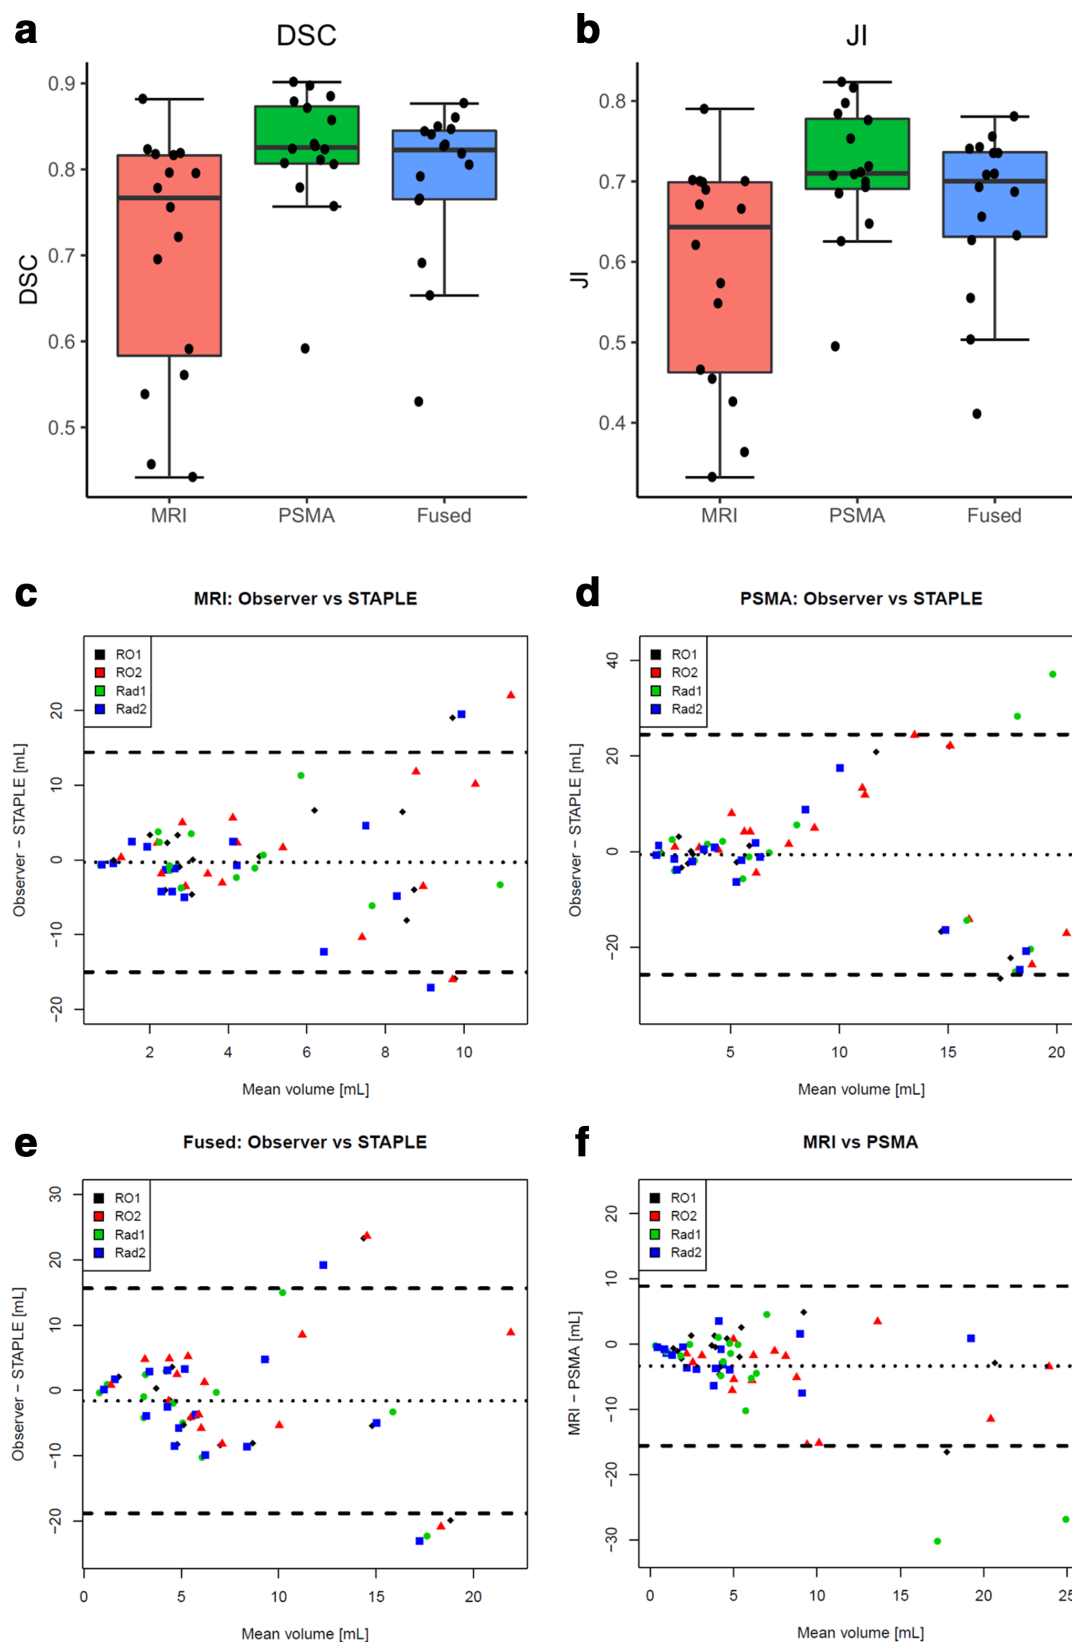 a
DSC
DSC
0.9
0.8
0.7
0.6
0.5
MRI
PSMA
Fused
b
JI
JI
0.8
0.7
0.6
0.5
0.4
MRI
PSMA
Fused
c
MRI: Observer vs STAPLE
RO1
RO2
Rad1
Rad2
Observer − STAPLE [mL]
20
10
0
−10
−20
2
4
6
8
10
Mean volume [mL]
d
PSMA: Observer vs STAPLE
RO1
RO2
Rad1
Rad2
Observer − STAPLE [mL]
40
20
0
−20
5
10
15
20
Mean volume [mL]
e
Fused: Observer vs STAPLE
RO1
RO2
Rad1
Rad2
Observer − STAPLE [mL]
30
20
10
0
−10
−20
0
5
10
15
20
Mean volume [mL]
f
MRI vs PSMA
RO1
RO2
Rad1
Rad2
MRI − PSMA [mL]
20
10
0
−10
−20
−30
0
5
10
15
20
25
Mean volume [mL]